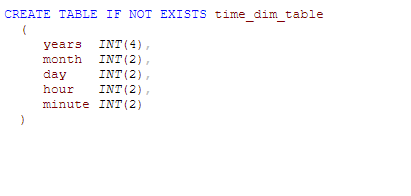 CREATE TABLE IF NOT EXISTS time_dim_table
(
years INT(4),
month INT(2),
day INT(2),
hour INT(2),
minute INT(2)
)